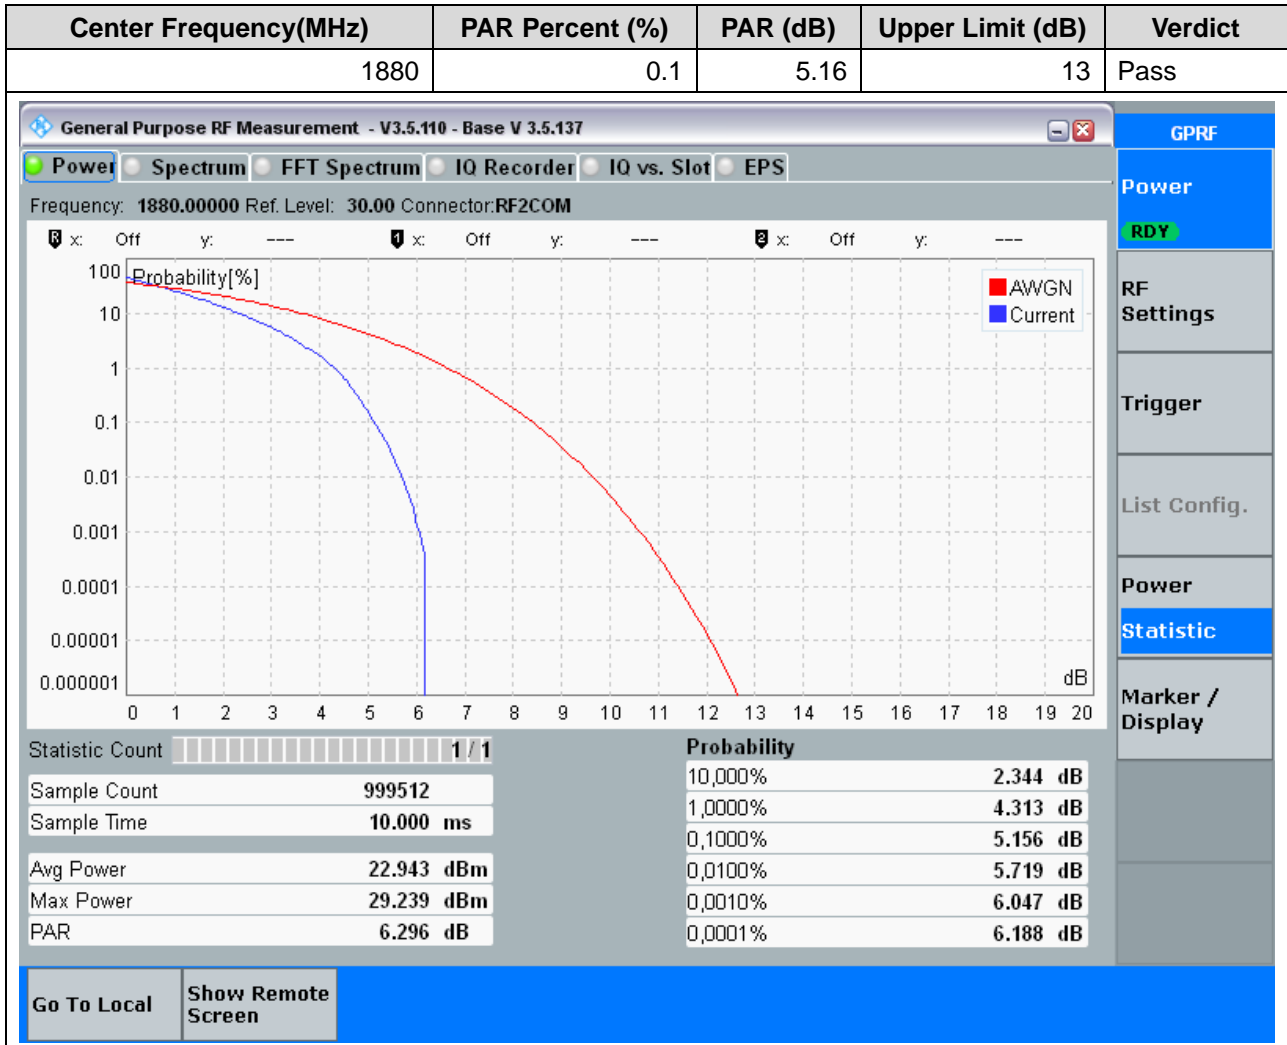 Center Frequency(MHz) PAR Percent (%) PAR (dB) Upper Limit (dB) Verdict
1880 0.1 5.16 13 Pass
General Purpose RF Measurement - V3.5.110 - Base V 3.5.137
GPRF
Power Spectrum FFT Spectrum IQ Recorder IQ vs. Slot EPS
Frequency: 1880.00000 Ref. Level: 30.00 Connector:RF2COM
R x: Off y: --- 1 x: Off y: --- 2 x: Off y: ---
Power
RDY
RF
Settings
Trigger
List Config.
Power
Statistic
Marker /
Display
Probability[%]
AWGN
Current
100
10
1
0.1
0.01
0.001
0.0001
0.00001
0.000001
dB
0 1 2 3 4 5 6 7 8 9 10 11 12 13 14 15 16 17 18 19 20
Statistic Count 1 / 1
Sample Count 999512
Sample Time 10.000 ms
Avg Power 22.943 dBm
Max Power 29.239 dBm
PAR 6.296 dB
Probability
10,000% 2.344 dB
1,0000% 4.313 dB
0,1000% 5.156 dB
0,0100% 5.719 dB
0,0010% 6.047 dB
0,0001% 6.188 dB
Go To Local
Show Remote
Screen